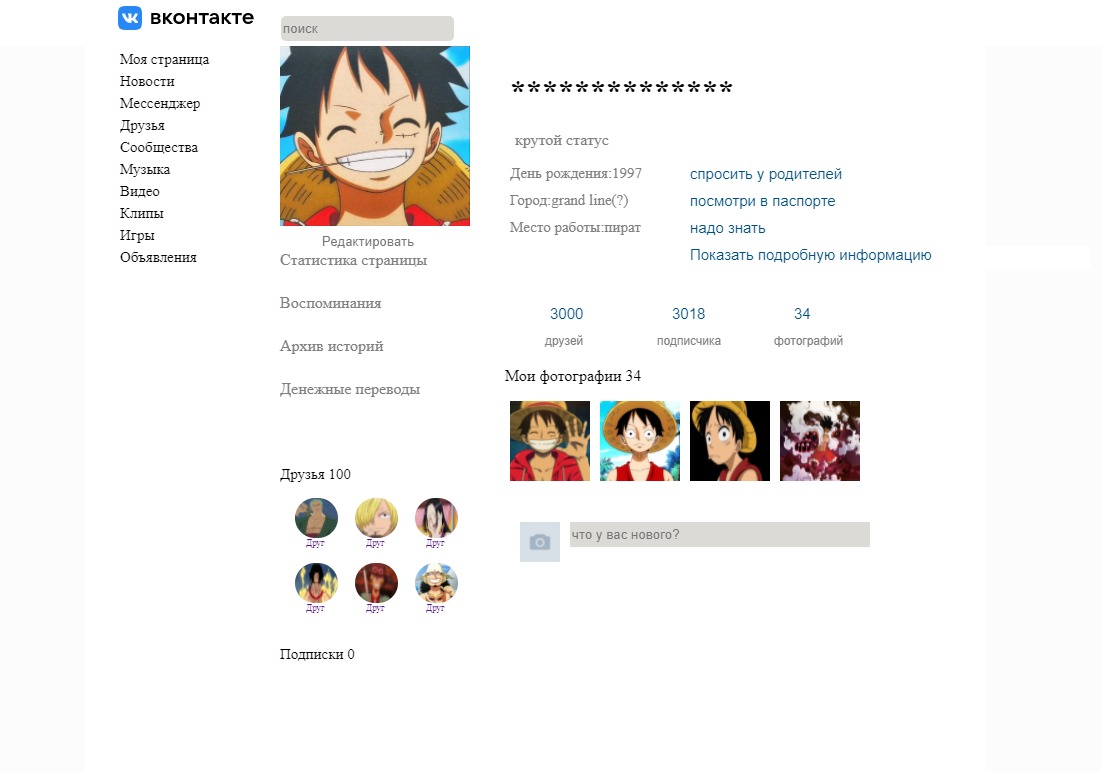 вконтакте
поиск
Моя страница
Новости
Мессенджер
Друзья
Сообщества
Музыка
Видео
Клипы
Игры
Объявления
Редактировать
Статистика страницы
Воспоминания
Архив историй
Денежные переводы
Друзья 100
Друг Друг Друг
Друг Друг Друг
Подписки 0
**************
крутой статус
День рождения:1997 спросить у родителей
Город:grand line(?) посмотри в паспорте
Место работы:пират надо знать
Показать подробную информацию
3000 3018 34
друзей подписчика фотографий
Мои фотографии 34
что у вас нового?